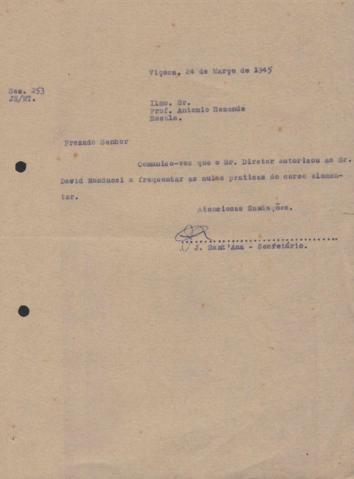 Viçosa, 24 de Março de 1945
Sec. 253
JS/MT.
Ilmo. Sr.
Prof. Antonio Rezende
Escola.
Prezado Senhor
Comunico-vos que o Sr. Diretor autorizou ao Sr.
David Manducci a frequentar as aulas praticas do curso elemen-
tar.
Atenciosas Saudações.
J. Sant'Ana - Secretário.